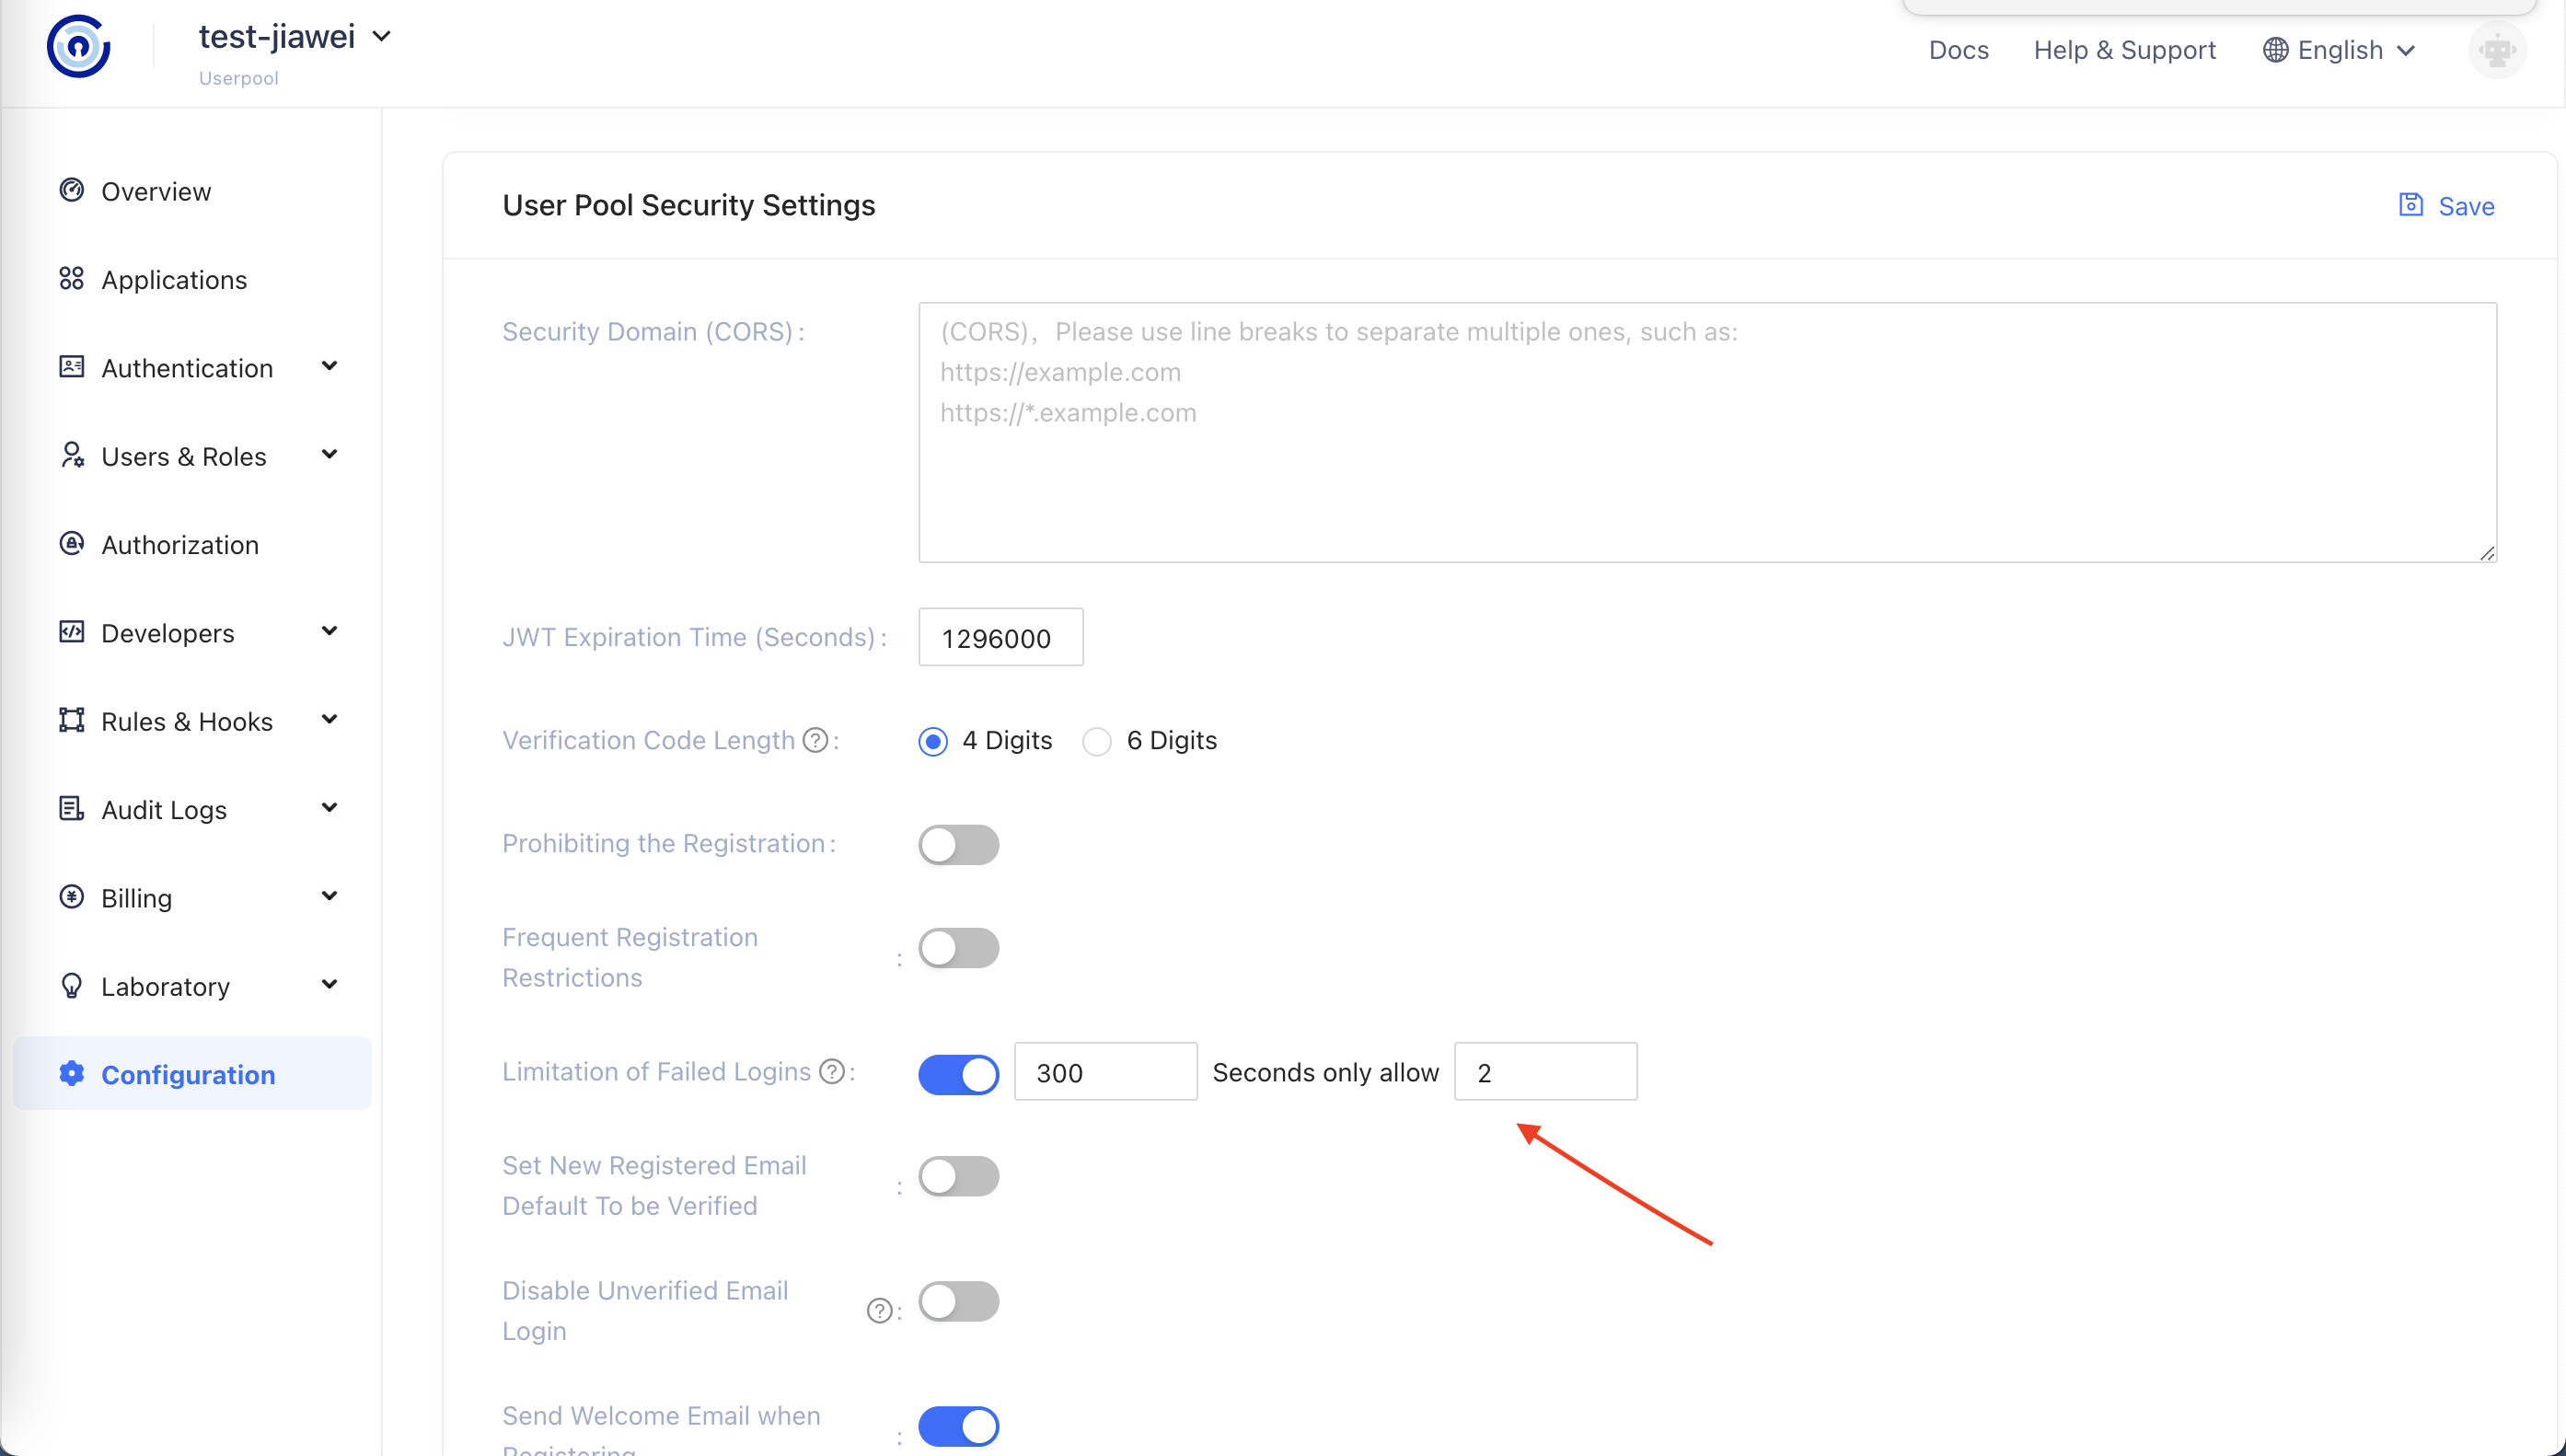 test-jiawei
Userpool
Docs
Help & Support
English
Overview
Applications
Authentication
Users & Roles
Authorization
Developers
Rules & Hooks
Audit Logs
Billing
Laboratory
Configuration
User Pool Security Settings
Save
Security Domain (CORS) :
(CORS)，Please use line breaks to separate multiple ones, such as:
https://example.com
https://*.example.com
JWT Expiration Time (Seconds) :
1296000
Verification Code Length ? :
4 Digits
6 Digits
Prohibiting the Registration :
Frequent Registration
Restrictions :
Limitation of Failed Logins ? :
300
Seconds only allow
2
Set New Registered Email
Default To be Verified :
Disable Unverified Email
Login ? :
Send Welcome Email when
Registering :